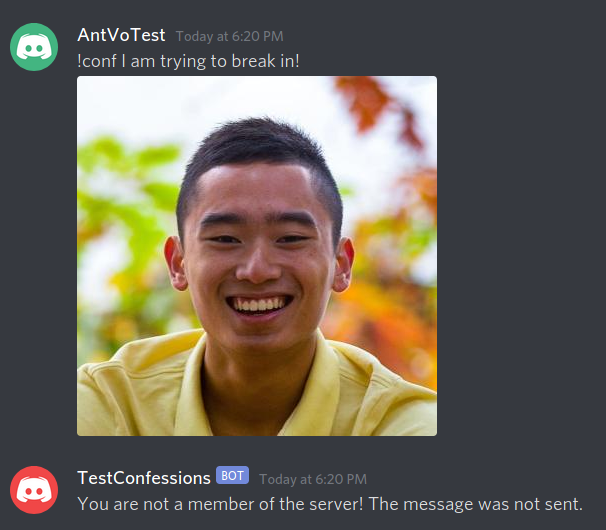 AntVoTest Today at 6:20 PM
!conf I am trying to break in!
TestConfessions BOT Today at 6:20 PM
You are not a member of the server! The message was not sent.